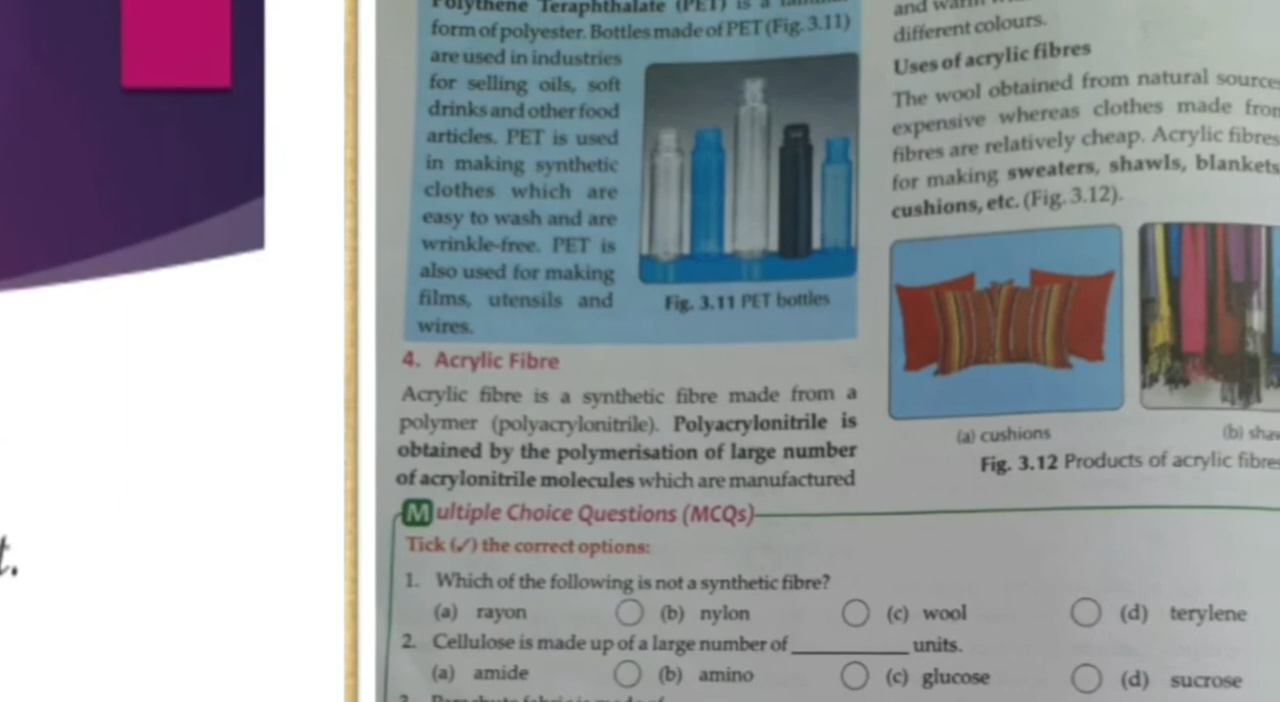 t.
Polythene Teraphthalate (PET) is a
form of polyester. Bottles made of PET (Fig. 3.11)
are used in industries
for selling oils, soft
drinks and other food
articles. PET is used
in making synthetic
clothes which are
easy to wash and are
wrinkle-free. PET is
also used for making
films, utensils and
wires.
Fig. 3.11 PET bottles
4. Acrylic Fibre
Acrylic fibre is a synthetic fibre made from a
polymer (polyacrylonitrile). Polyacrylonitrile is
obtained by the polymerisation of large number
of acrylonitrile molecules which are manufactured
and
different colours.
Uses of acrylic fibres
The wool obtained from natural source
expensive whereas clothes made from
fibres are relatively cheap. Acrylic fibres
for making sweaters, shawls, blankets
cushions, etc. (Fig. 3.12).
(a) cushions
(b) sha
Fig. 3.12 Products of acrylic fibre
Multiple Choice Questions (MCQs)
Tick (✓) the correct options:
1. Which of the following is not a synthetic fibre?
(a) rayon (b) nylon (c) wool (d) terylene
2. Cellulose is made up of a large number of __________ units.
(a) amide (b) amino (c) glucose (d) sucrose